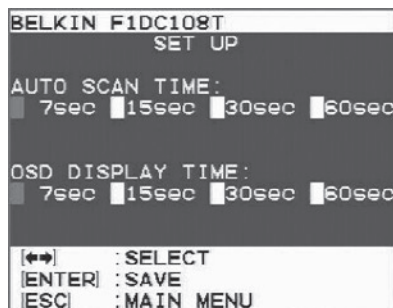 BELKIN F1DC108T
SET UP
AUTO SCAN TIME:
7sec 15sec 30sec 60sec
OSD DISPLAY TIME:
7sec 15sec 30sec 60sec
[↔] :SELECT
[ENTER] :SAVE
[ESC] :MAIN MENU